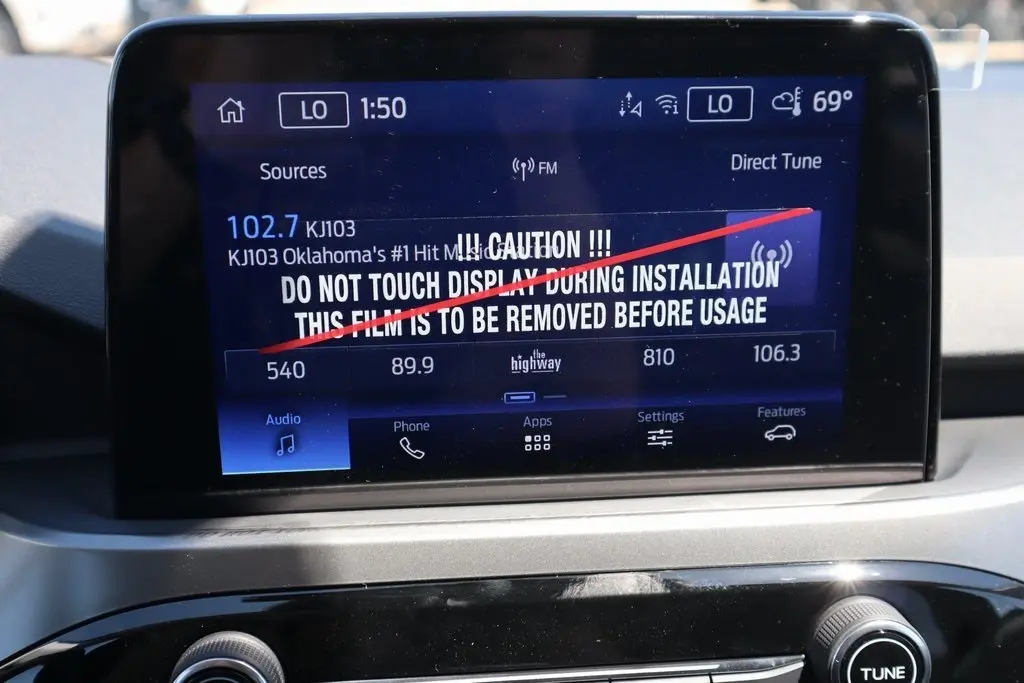 LO 1:50 LO 69°
Sources FM Direct Tune
102.7 KJ103
KJ103 Oklahoma's #1 Hit Music Station
!!! CAUTION !!!
DO NOT TOUCH DISPLAY DURING INSTALLATION
THIS FILM IS TO BE REMOVED BEFORE USAGE
540 89.9 the highway 810 106.3
Audio Phone Apps Settings Features
TUNE